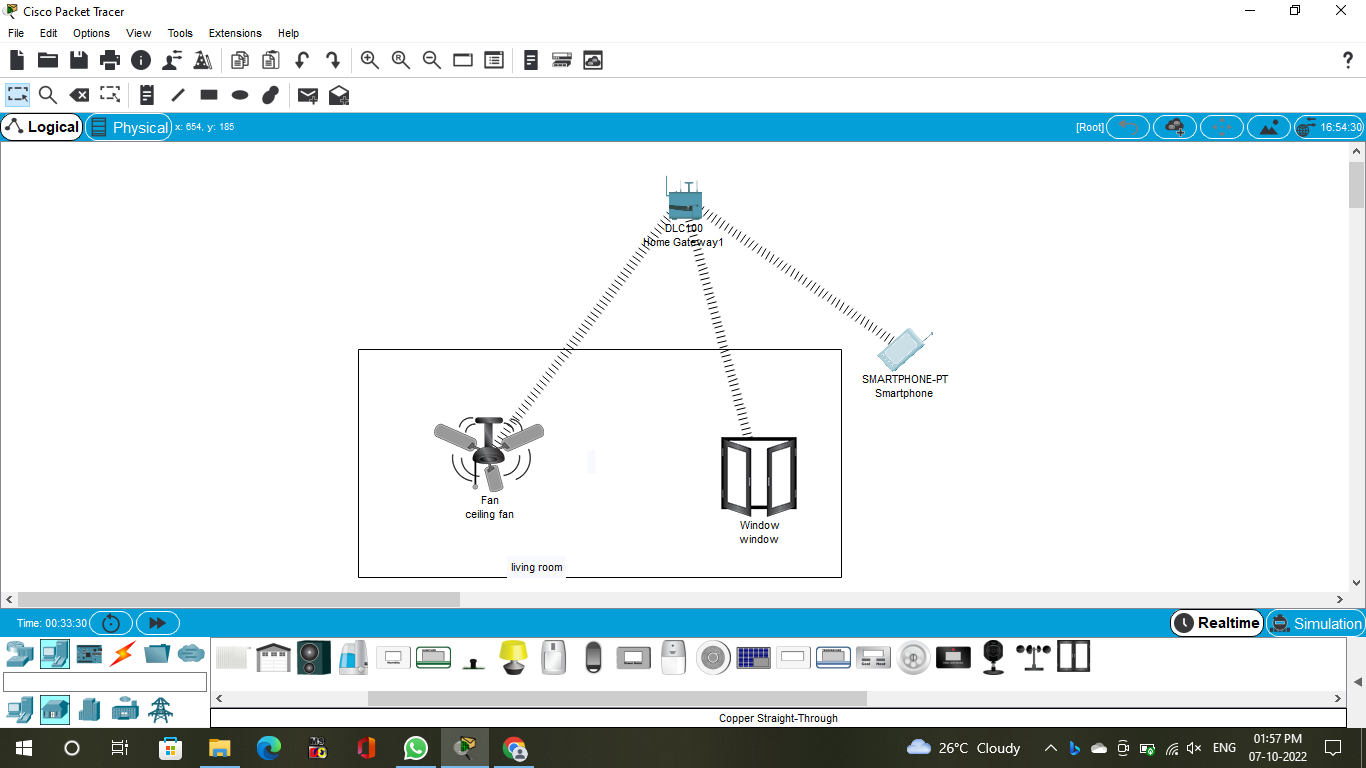 Cisco Packet Tracer
File Edit Options View Tools Extensions Help
Logical Physical x: 654, y: 185 [Root] 16:54:30
DLC100
Home Gateway1
SMARTPHONE-PT
Smartphone
Fan
ceiling fan
Window
window
living room
Time: 00:33:30 Realtime Simulation
Copper Straight-Through
26°C Cloudy ENG 01:57 PM
07-10-2022